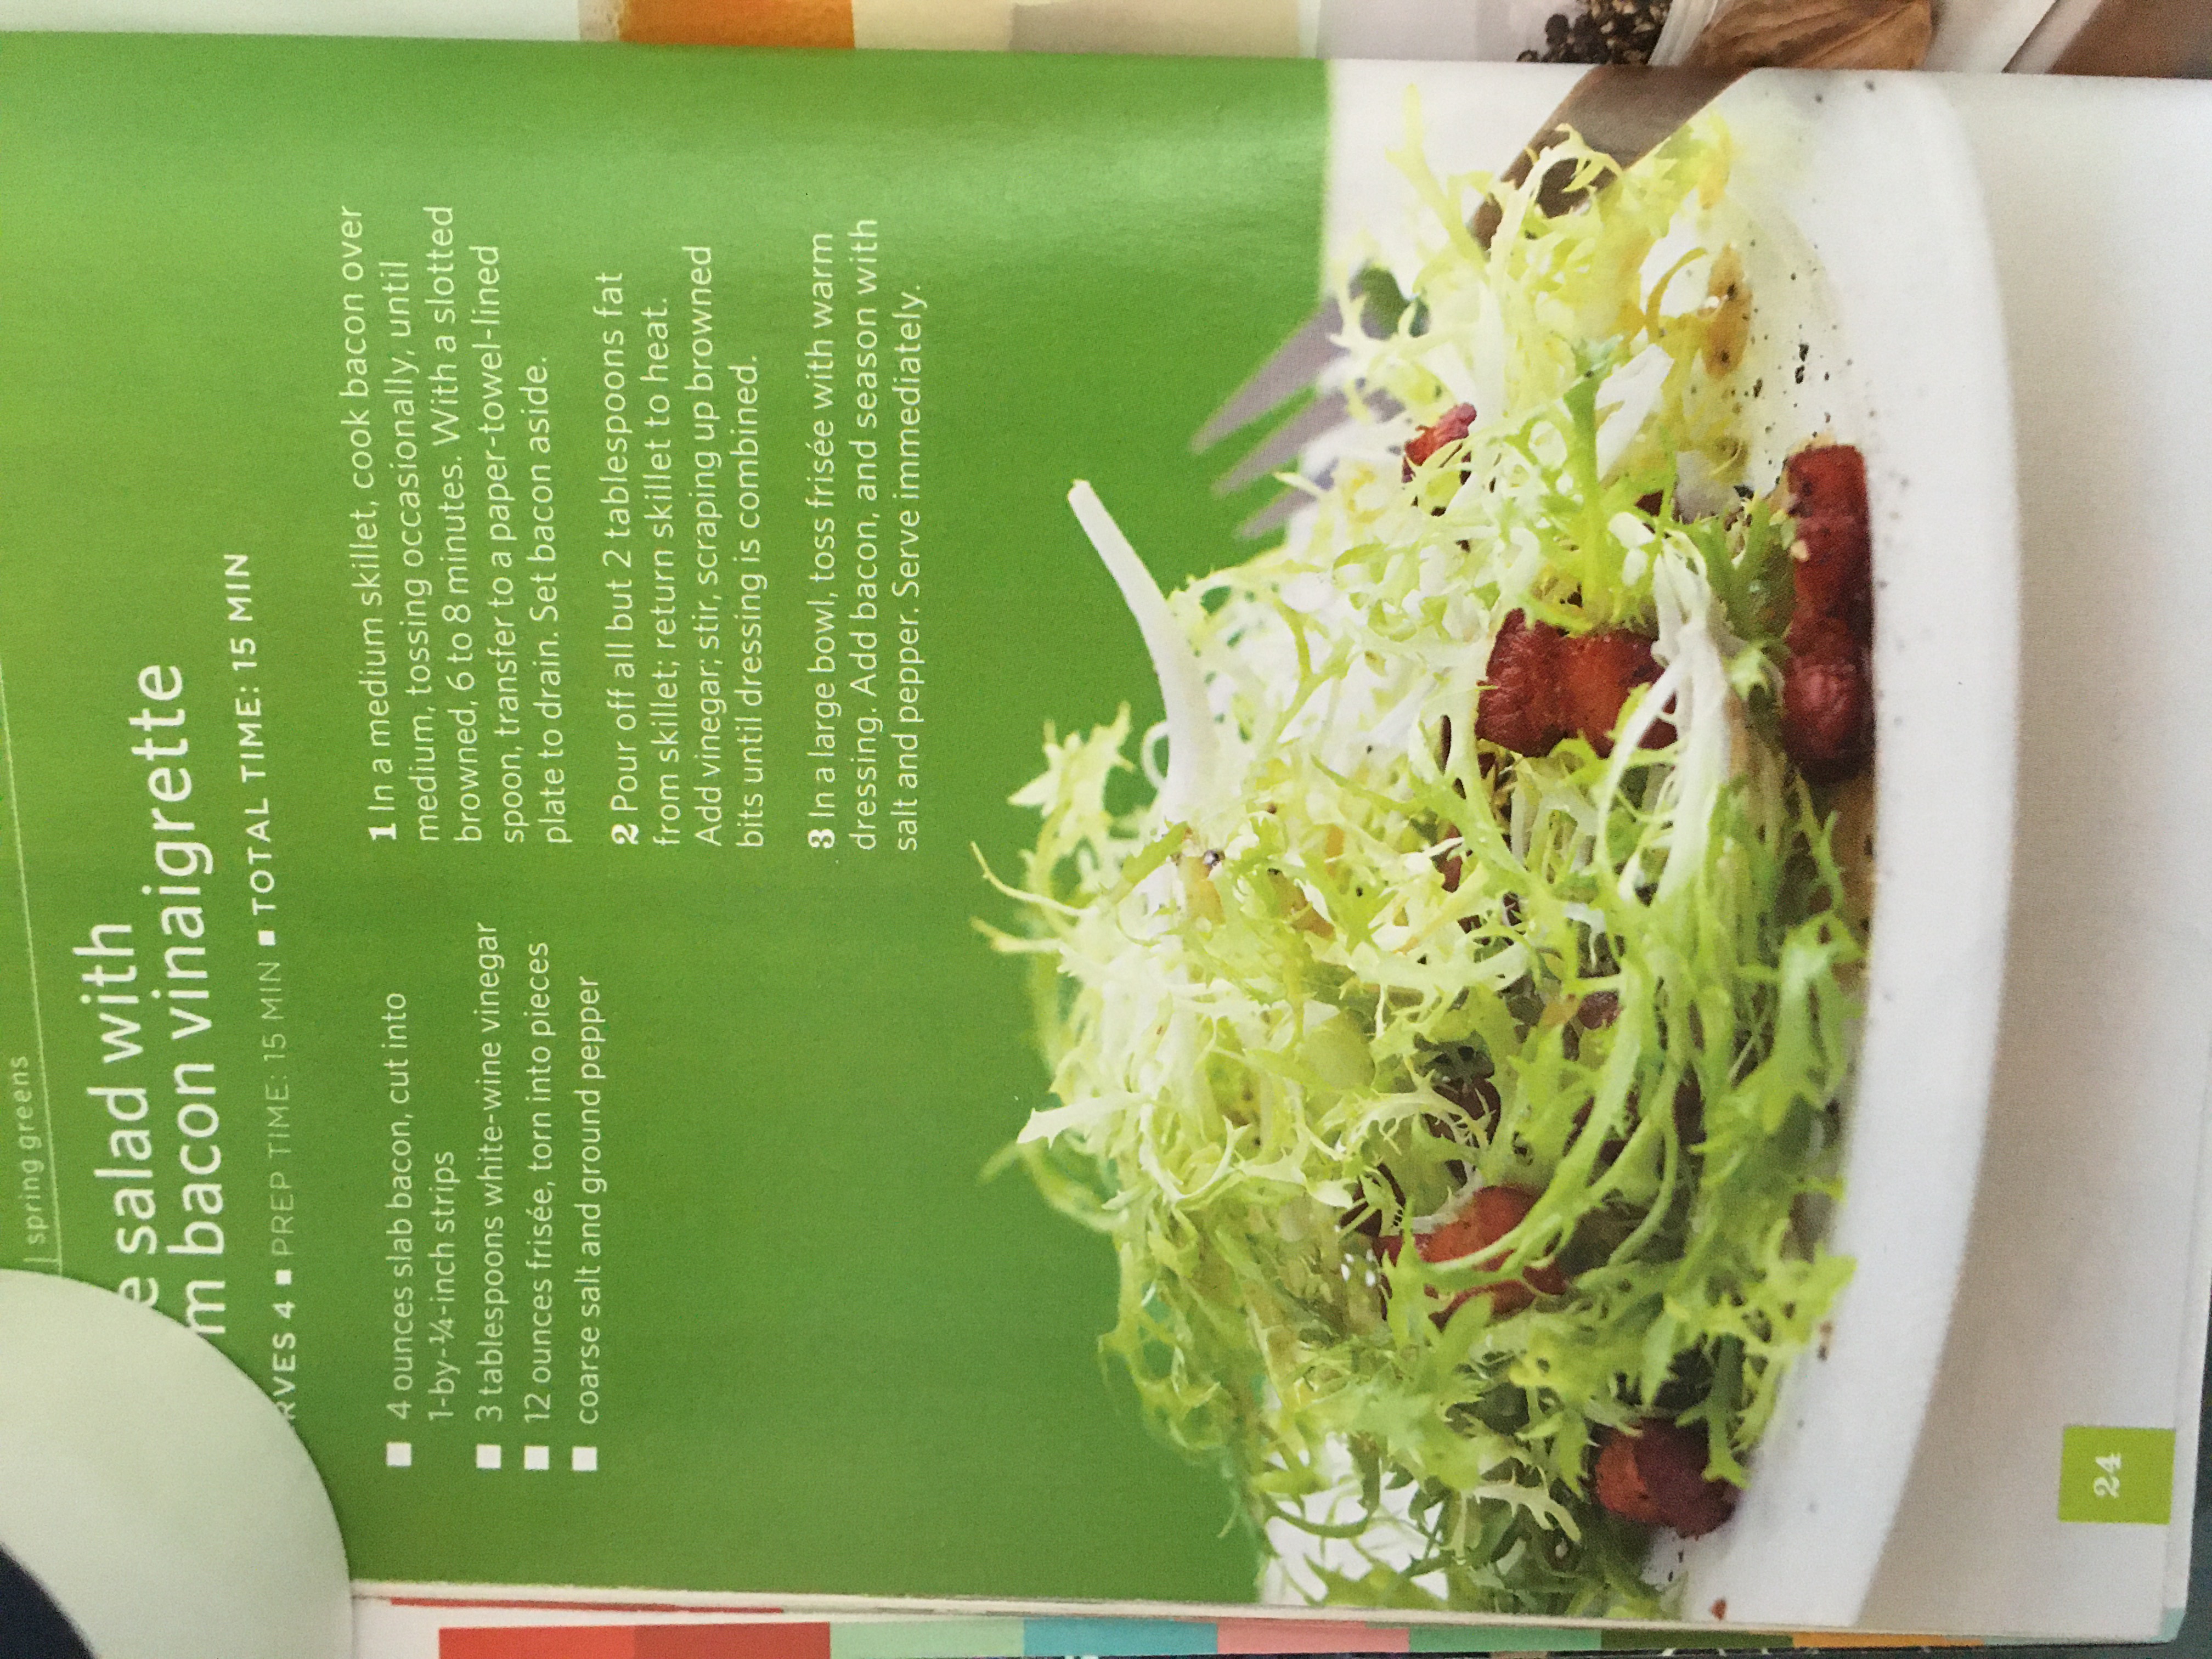 | spring greens
e salad with
m bacon vinaigrette
RVES 4 ■ PREP TIME: 15 MIN ■ TOTAL TIME: 15 MIN
■ 4 ounces slab bacon, cut into
1-by-¼-inch strips
■ 3 tablespoons white-wine vinegar
■ 12 ounces frisée, torn into pieces
■ coarse salt and ground pepper
1 In a medium skillet, cook bacon over
medium, tossing occasionally, until
browned, 6 to 8 minutes. With a slotted
spoon, transfer to a paper-towel-lined
plate to drain. Set bacon aside.
2 Pour off all but 2 tablespoons fat
from skillet; return skillet to heat.
Add vinegar; stir, scraping up browned
bits until dressing is combined.
3 In a large bowl, toss frisée with warm
dressing. Add bacon, and season with
salt and pepper. Serve immediately.
24